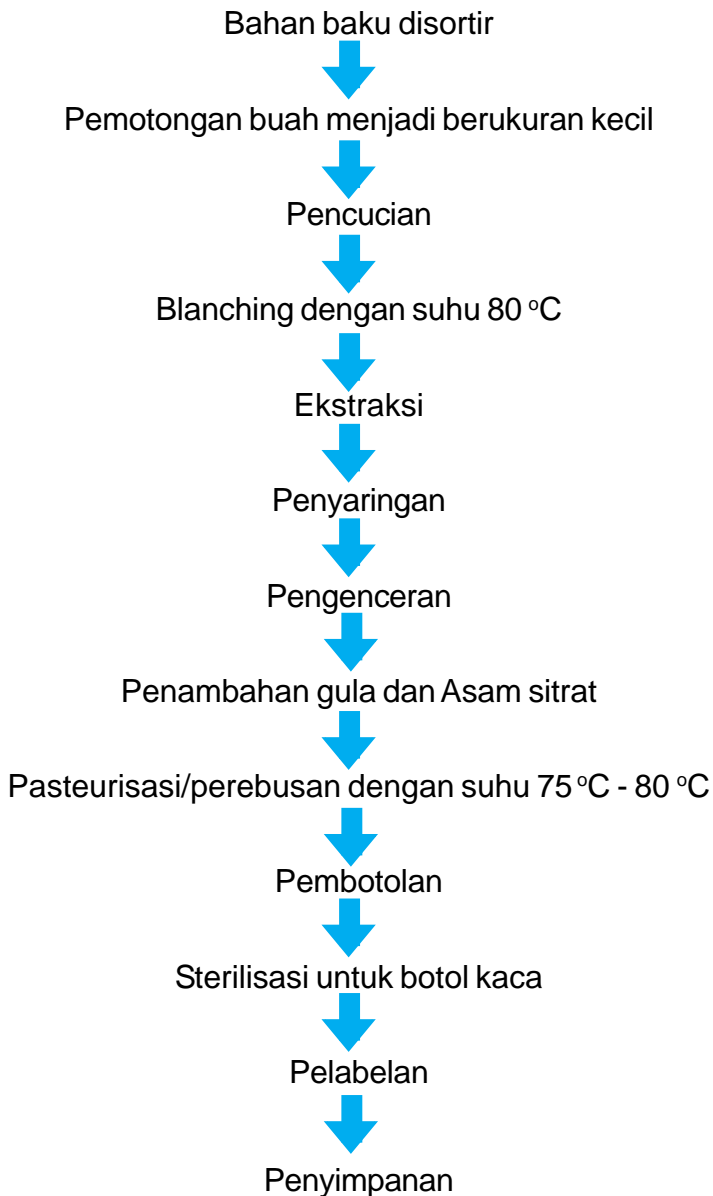 Bahan baku disortir
Pemotongan buah menjadi berukuran kecil
Pencucian
Blanching dengan suhu 80 °C
Ekstraksi
Penyaringan
Pengenceran
Penambahan gula dan Asam sitrat
Pasteurisasi/perebusan dengan suhu 75 °C - 80 °C
Pembotolan
Sterilisasi untuk botol kaca
Pelabelan
Penyimpanan